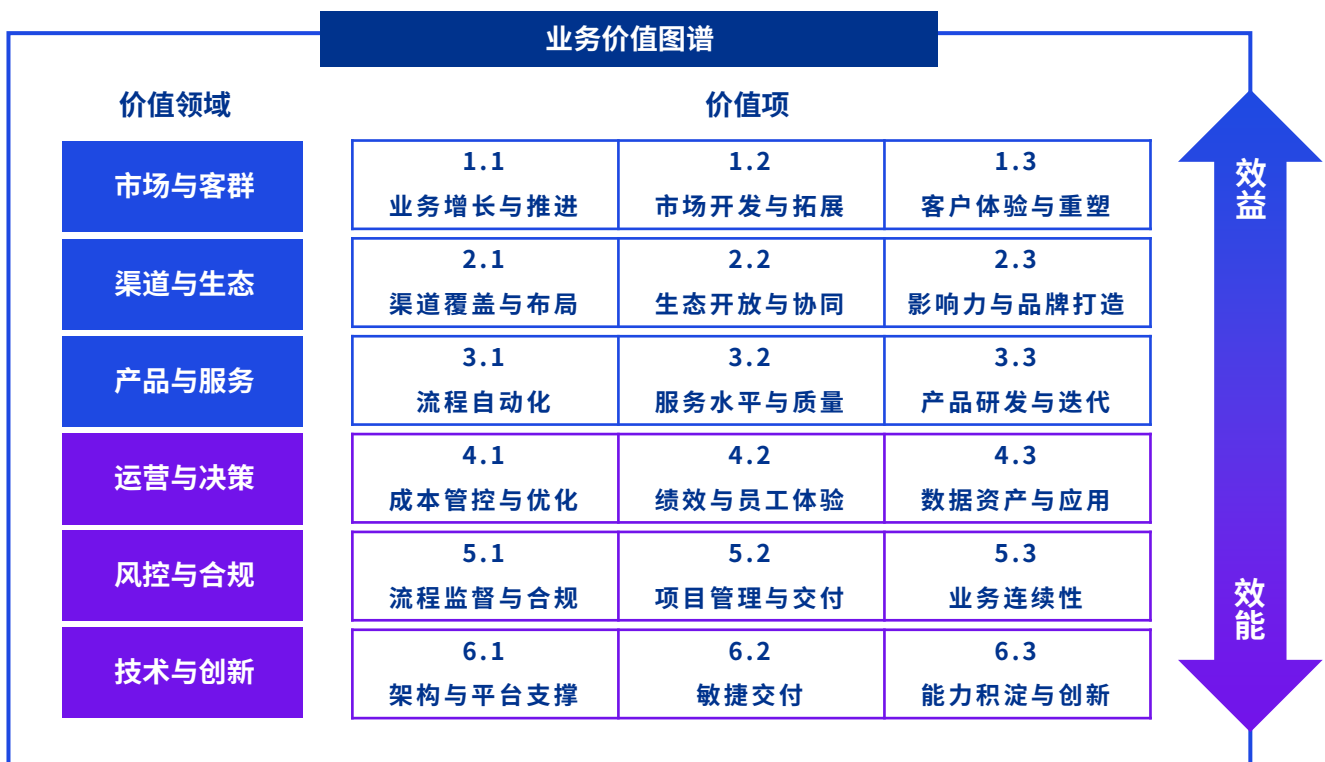 业务价值图谱
价值领域
价值项
市场与客群
1.1
业务增长与推进
1.2
市场开发与拓展
1.3
客户体验与重塑
渠道与生态
2.1
渠道覆盖与布局
2.2
生态开放与协同
2.3
影响力与品牌打造
产品与服务
3.1
流程自动化
3.2
服务水平与质量
3.3
产品研发与迭代
运营与决策
4.1
成本管控与优化
4.2
绩效与员工体验
4.3
数据资产与应用
风控与合规
5.1
流程监督与合规
5.2
项目管理与交付
5.3
业务连续性
技术与创新
6.1
架构与平台支撑
6.2
敏捷交付
6.3
能力积淀与创新
效益
效能